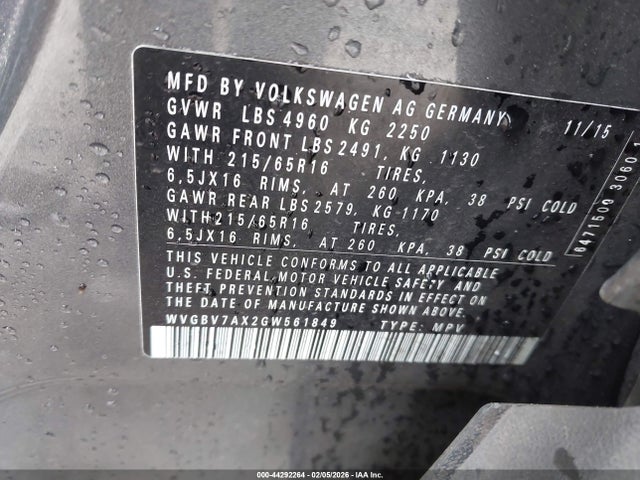 MFD BY VOLKSWAGEN AG GERMANY 11/15
GVWR LBS 4960 KG 2250
GAWR FRONT LBS 2491, KG 1130
WITH 215/65R16 TIRES,
6,5JX16 RIMS, AT 260 KPA, 38 PSI COLD
GAWR REAR LBS 2579, KG 1170
WITH 215/65R16 TIRES,
6,5JX16 RIMS, AT 260 KPA, 38 PSI COLD
THIS VEHICLE CONFORMS TO ALL APPLICABLE
U.S. FEDERAL MOTOR VEHICLE SAFETY AND
THEFT PREVENTION STANDARDS IN EFFECT ON
THE DATE OF MANUFACTURE SHOWN ABOVE.
WVGBV7AX2GW561849 TYPE: MPV
6471509 3060 1
000-44292264 - 02/05/2026 - IAA Inc.